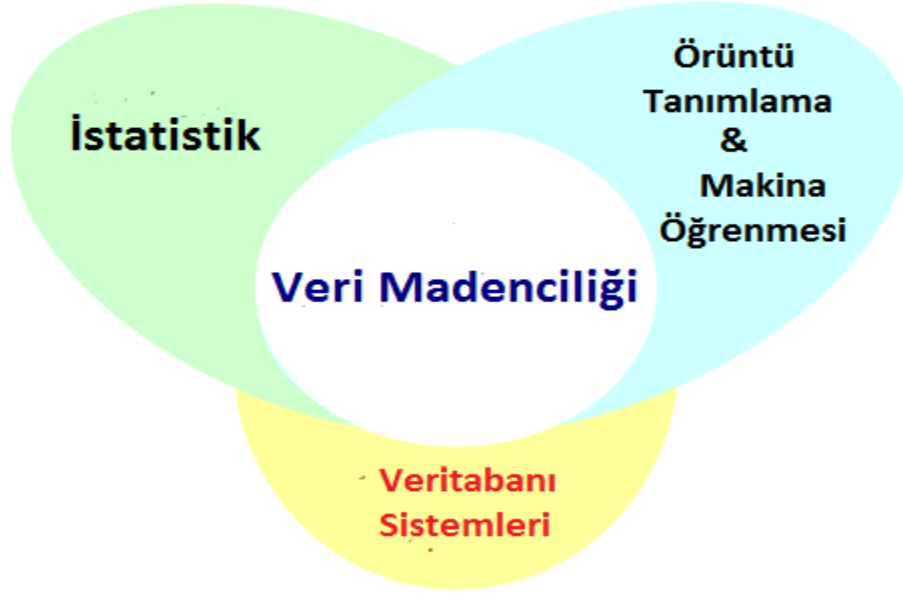 İstatistik
Örüntü
Tanımlama
&
Makina
Öğrenmesi
Veri Madenciliği
Veritabanı
Sistemleri